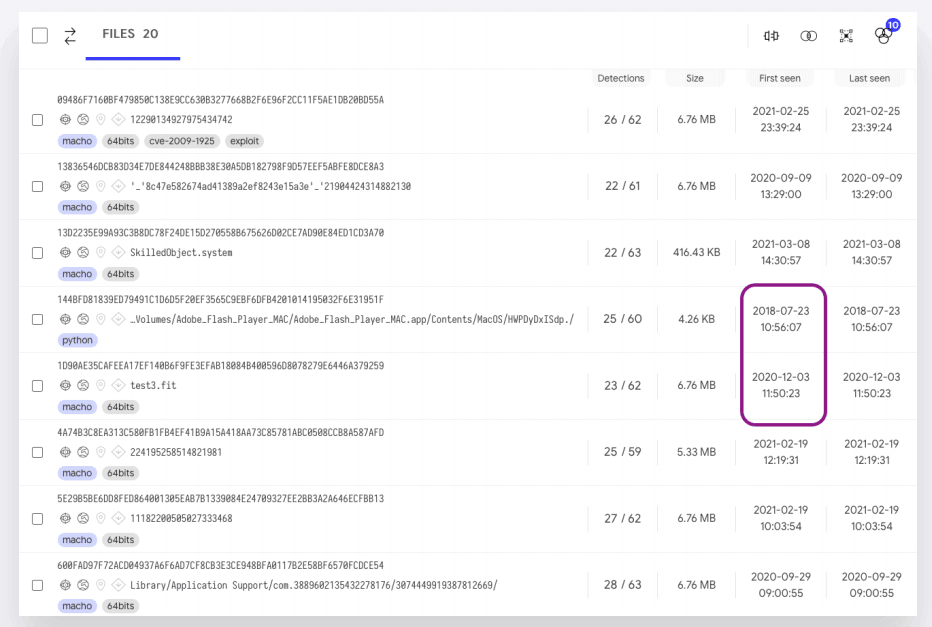 FILES 20
10
Detections Size First seen Last seen
09486F7160BF479850C138E9CC630B3277668B2F6E96F2CC11F5AE1DB20BD55A
12290134927975434742
26 / 62 6.76 MB 2021-02-25 23:39:24 2021-02-25 23:39:24
macho 64bits cve-2009-1925 exploit
13836546DCB83D34E7DE844248BBB38E30A5DB182798F9D57EEF5ABFE8DCE8A3
'_'8c47e582674ad41389a2ef8243e15a3e'_'21904424314882130
22 / 61 6.76 MB 2020-09-09 13:29:00 2020-09-09 13:29:00
macho 64bits
13D2235E99A93C3B8DC78F24DE15D270558B675626D02CE7AD90E84ED1CD3A70
SkilledObject.system
22 / 63 416.43 KB 2021-03-08 14:30:57 2021-03-08 14:30:57
macho 64bits
144BFD81839ED79491C1D6D5F20EF3565C9EBF6DFB4201014195032F6E31951F
…Volumes/Adobe_Flash_Player_MAC/Adobe_Flash_Player_MAC.app/Contents/MacOS/HWPDyDxISdp./
25 / 60 4.26 KB 2018-07-23 10:56:07 2018-07-23 10:56:07
python
1D90AE35CAFEEA17EF140B6F9FE3EFAB18084B400596D8078279E6446A379259
test3.fit
23 / 62 6.76 MB 2020-12-03 11:50:23 2020-12-03 11:50:23
macho 64bits
4A74B3C8EA313C580FB1FB4EF41B9A15A418AA73C85781ABC0508CCB8A587AFD
224195258514821981
25 / 59 5.33 MB 2021-02-19 12:19:31 2021-02-19 12:19:31
macho 64bits
5E29B5BE6DD8FED864001305EAB7B1339084E24709327EE2BB3A2A646ECFBB13
11182200505027333468
27 / 62 6.76 MB 2021-02-19 10:03:54 2021-02-19 10:03:54
macho 64bits
600FAD97F72ACD04937A6F6AD7CF8CB3E3CE948BFA0117B2E58BF6570FCDCE54
Library/Application Support/com.3889602135432278176/3074449919387812669/
28 / 63 6.76 MB 2020-09-29 09:00:55 2020-09-29 09:00:55
macho 64bits